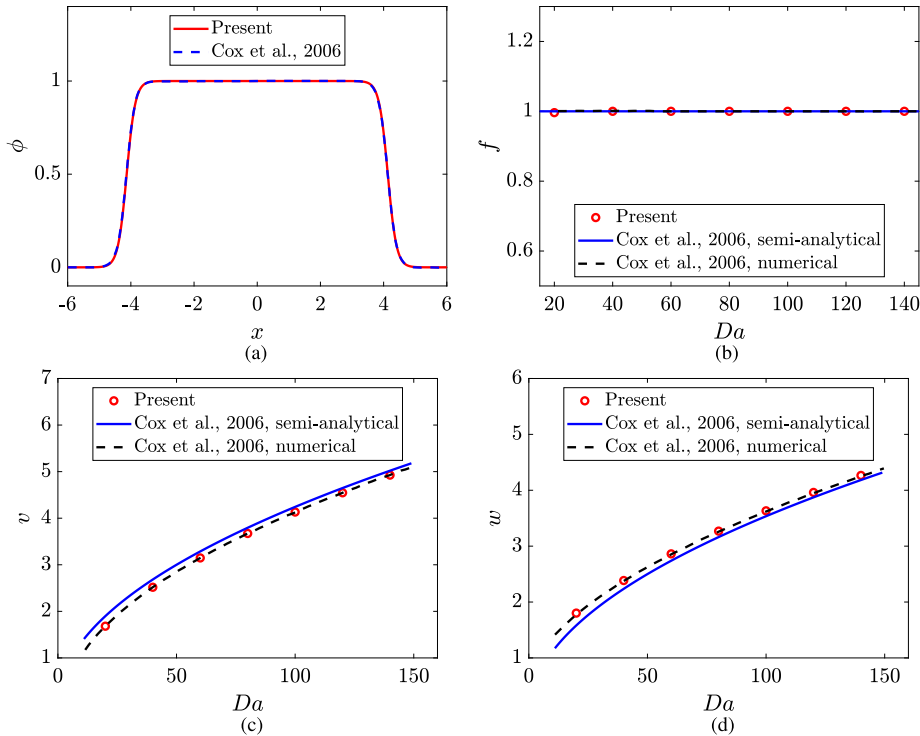 Present
Cox et al., 2006
1
0.5
0
ϕ
-6 -4 -2 0 2 4 6
x
(a)
1.2
1
0.8
0.6
f
Present
Cox et al., 2006, semi-analytical
Cox et al., 2006, numerical
20 40 60 80 100 120 140
Da
(b)
7
6
5
4
3
2
1
v
Present
Cox et al., 2006, semi-analytical
Cox et al., 2006, numerical
0 50 100 150
Da
(c)
6
5
4
3
2
1
w
Present
Cox et al., 2006, semi-analytical
Cox et al., 2006, numerical
0 50 100 150
Da
(d)